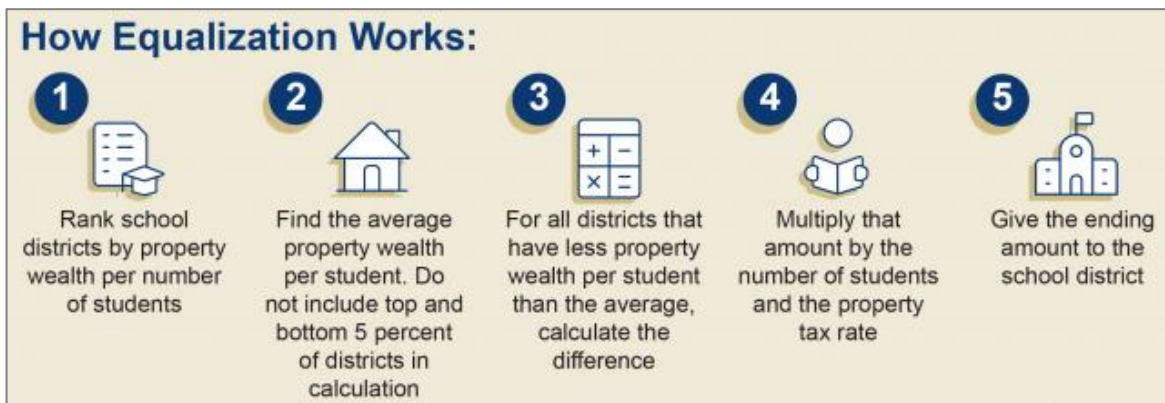 How Equalization Works:
1
Rank school
districts by property
wealth per number
of students
2
Find the average
property wealth
per student. Do
not include top and
bottom 5 percent
of districts in
calculation
3
+ −
× =
For all districts that
have less property
wealth per student
than the average,
calculate the
difference
4
Multiply that
amount by the
number of students
and the property
tax rate
5
Give the ending
amount to the
school district